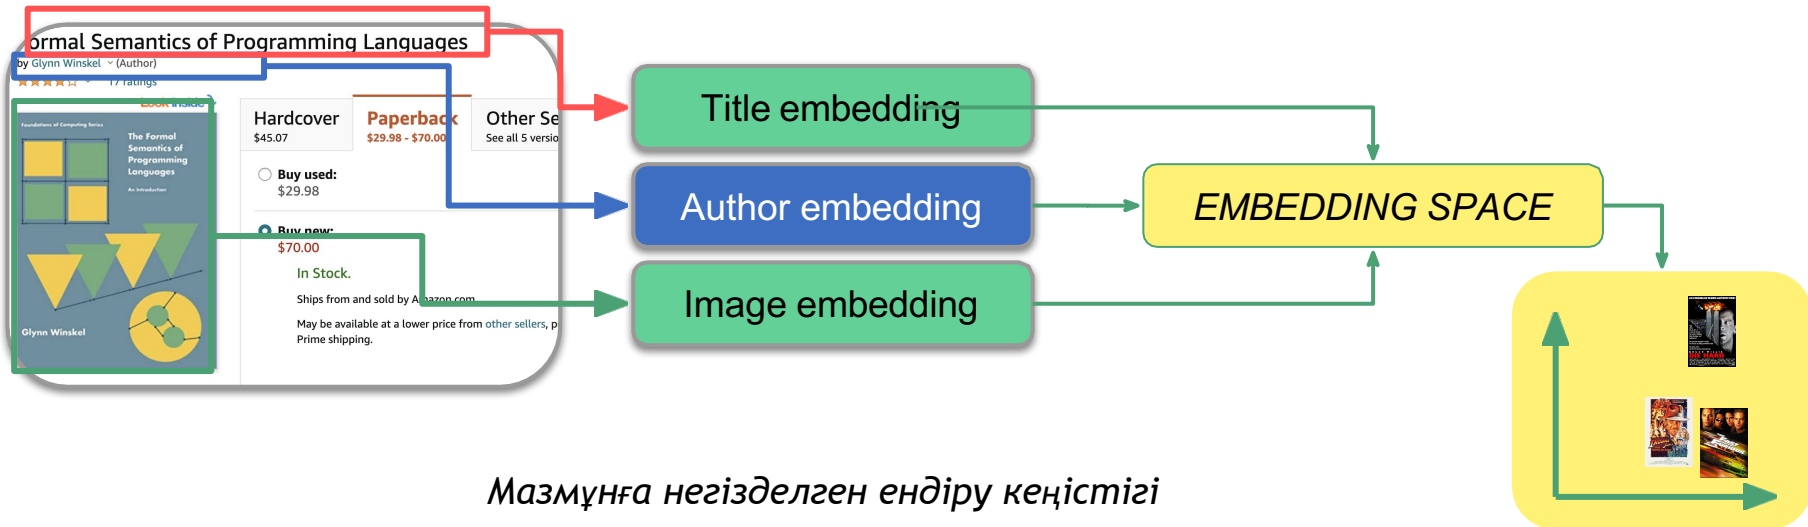 ormal Semantics of Programming Languages
by Glynn Winskel (Author)
17 ratings
Look Inside
Foundations of Computing Series
The Formal
Semantics of
Programming
Languages
An Introduction
Glynn Winskel
Hardcover
$45.07
Paperback
$29.98 - $70.00
Other Se
See all 5 versio
Buy used:
$29.98
Buy new:
$70.00
In Stock.
Ships from and sold by Amazon.com.
May be available at a lower price from other sellers, p
Prime shipping.
Title embedding
Author embedding
Image embedding
EMBEDDING SPACE
DIE HARD
Мазмұнға негізделген ендіру кеңістігі